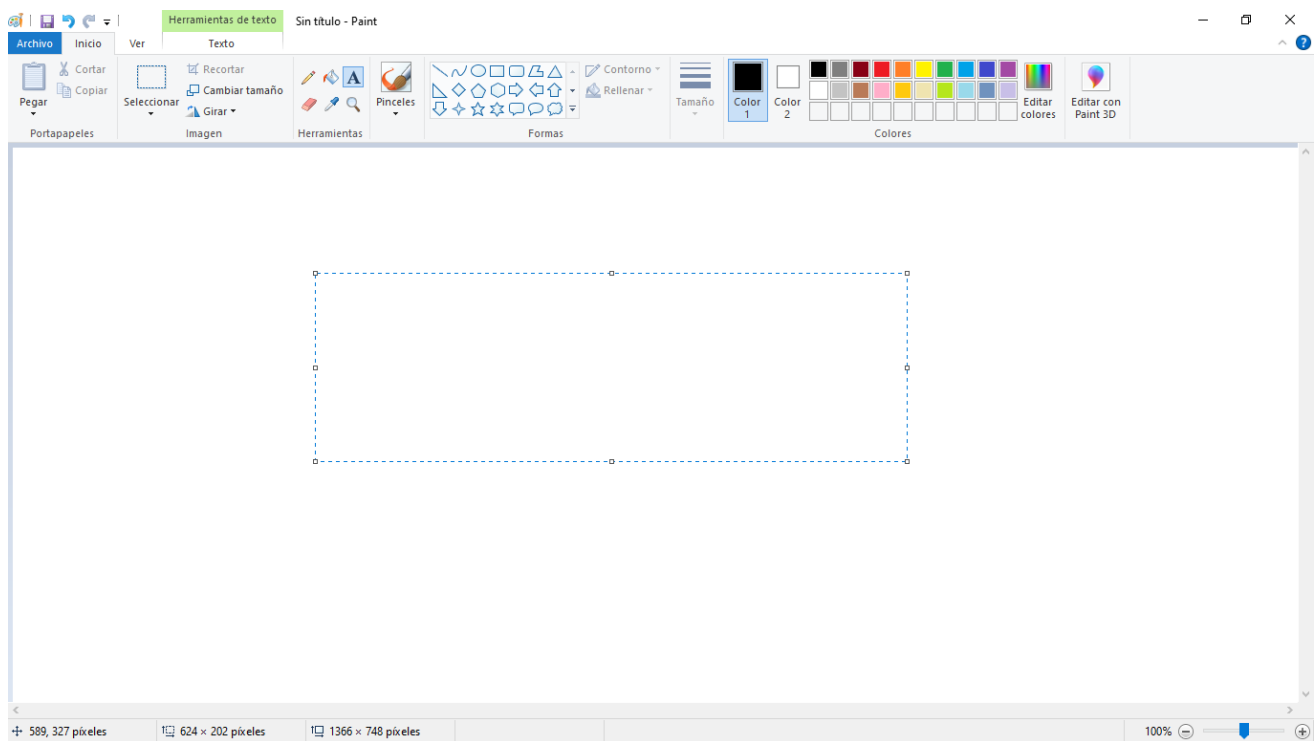 Herramientas de texto Sin título - Paint
Archivo Inicio Ver Texto
Pegar
Cortar
Copiar
Portapapeles
Seleccionar
Recortar
Cambiar tamaño
Girar
Imagen
A
Herramientas
Pinceles
Contorno
Rellenar
Formas
Tamaño
Color 1
Color 2
Editar colores
Colores
Editar con Paint 3D
?
589, 327 píxeles 624 × 202 píxeles 1366 × 748 píxeles 100%